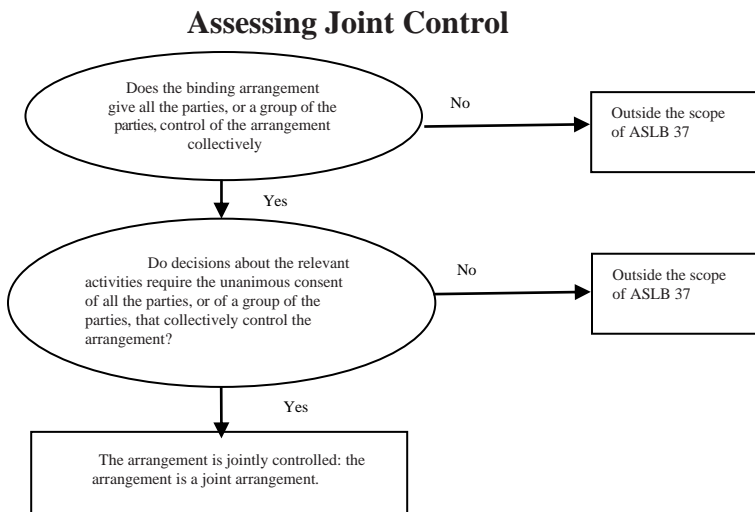 Assessing Joint Control
Does the binding arrangement
give all the parties, or a group of the
parties, control of the arrangement
collectively
No
Outside the scope
of ASLB 37
Yes
Do decisions about the relevant
activities require the unanimous consent
of all the parties, or of a group of the
parties, that collectively control the
arrangement?
No
Outside the scope
of ASLB 37
Yes
The arrangement is jointly controlled: the
arrangement is a joint arrangement.